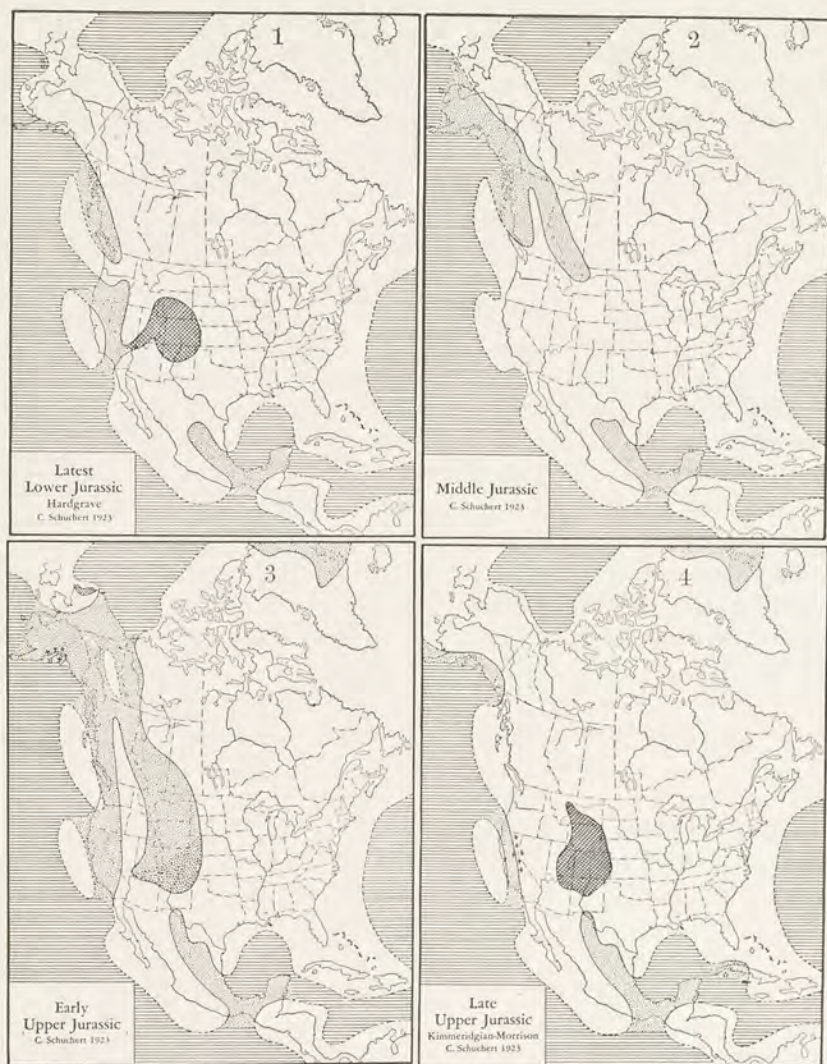 1
Latest
Lower Jurassic
Hardgrave
C. Schuchert 1923
2
Middle Jurassic
C. Schuchert 1923
3
Early
Upper Jurassic
C. Schuchert 1923
4
Late
Upper Jurassic
Kimmeridgian-Morrison
C. Schuchert 1923